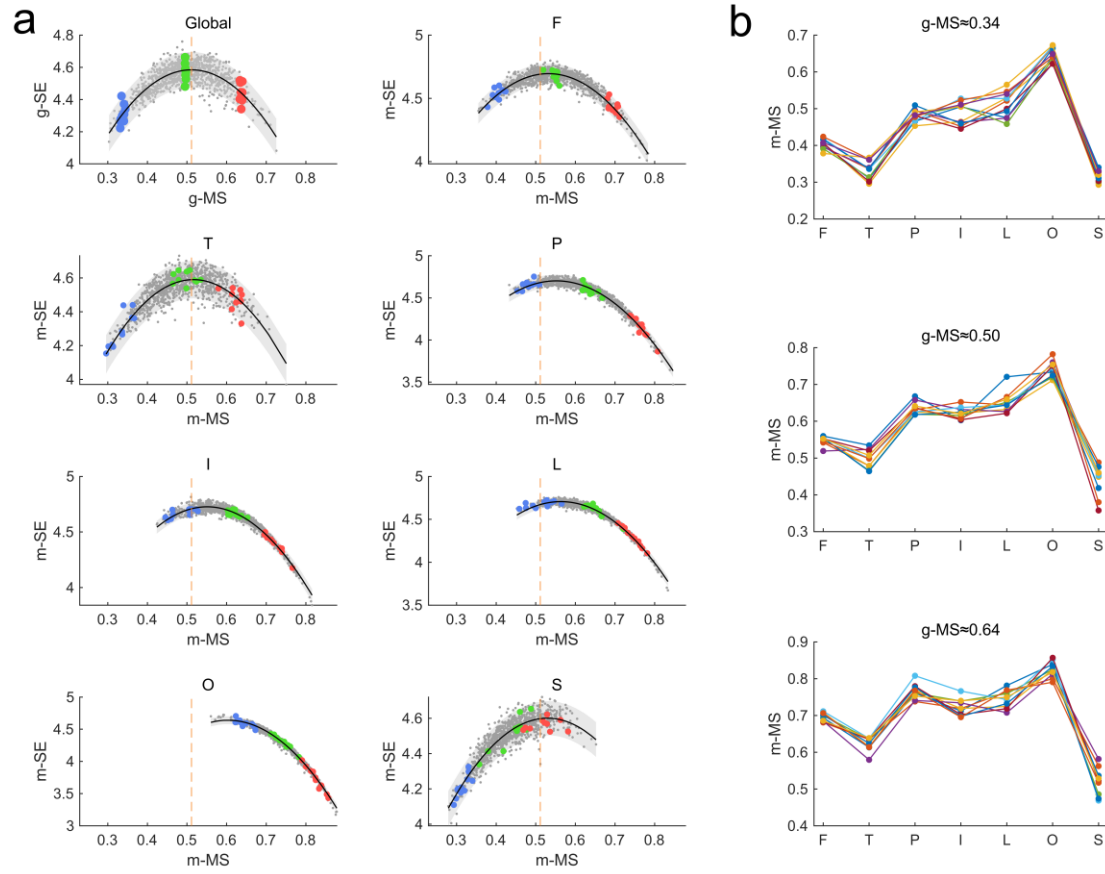 a
Global
g-SE
4.8
4.6
4.4
4.2
4
0.3 0.4 0.5 0.6 0.7 0.8
g-MS
F
m-SE
5
4.5
4
0.3 0.4 0.5 0.6 0.7 0.8
m-MS
T
m-SE
4.6
4.4
4.2
4
0.3 0.4 0.5 0.6 0.7 0.8
m-MS
P
m-SE
5
4.5
4
3.5
0.3 0.4 0.5 0.6 0.7 0.8
m-MS
I
m-SE
5
4.5
4
0.3 0.4 0.5 0.6 0.7 0.8
m-MS
L
m-SE
5
4.5
4
3.5
0.3 0.4 0.5 0.6 0.7 0.8
m-MS
O
m-SE
5
4.5
4
3.5
3
0.3 0.4 0.5 0.6 0.7 0.8
m-MS
S
m-SE
4.6
4.4
4.2
4
0.3 0.4 0.5 0.6 0.7 0.8
m-MS
b
g-MS≈0.34
m-MS
0.7
0.6
0.5
0.4
0.3
0.2
F T P I L O S
g-MS≈0.50
m-MS
0.8
0.7
0.6
0.5
0.4
0.3
F T P I L O S
g-MS≈0.64
m-MS
0.9
0.8
0.7
0.6
0.5
0.4
F T P I L O S